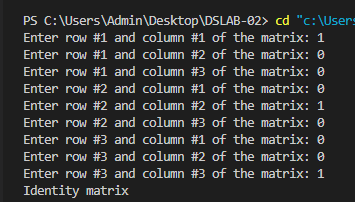 PS C:\Users\Admin\Desktop\DSLAB-02> cd "c:\Users
Enter row #1 and column #1 of the matrix: 1
Enter row #1 and column #2 of the matrix: 0
Enter row #1 and column #3 of the matrix: 0
Enter row #2 and column #1 of the matrix: 0
Enter row #2 and column #2 of the matrix: 1
Enter row #2 and column #3 of the matrix: 0
Enter row #3 and column #1 of the matrix: 0
Enter row #3 and column #2 of the matrix: 0
Enter row #3 and column #3 of the matrix: 1
Identity matrix